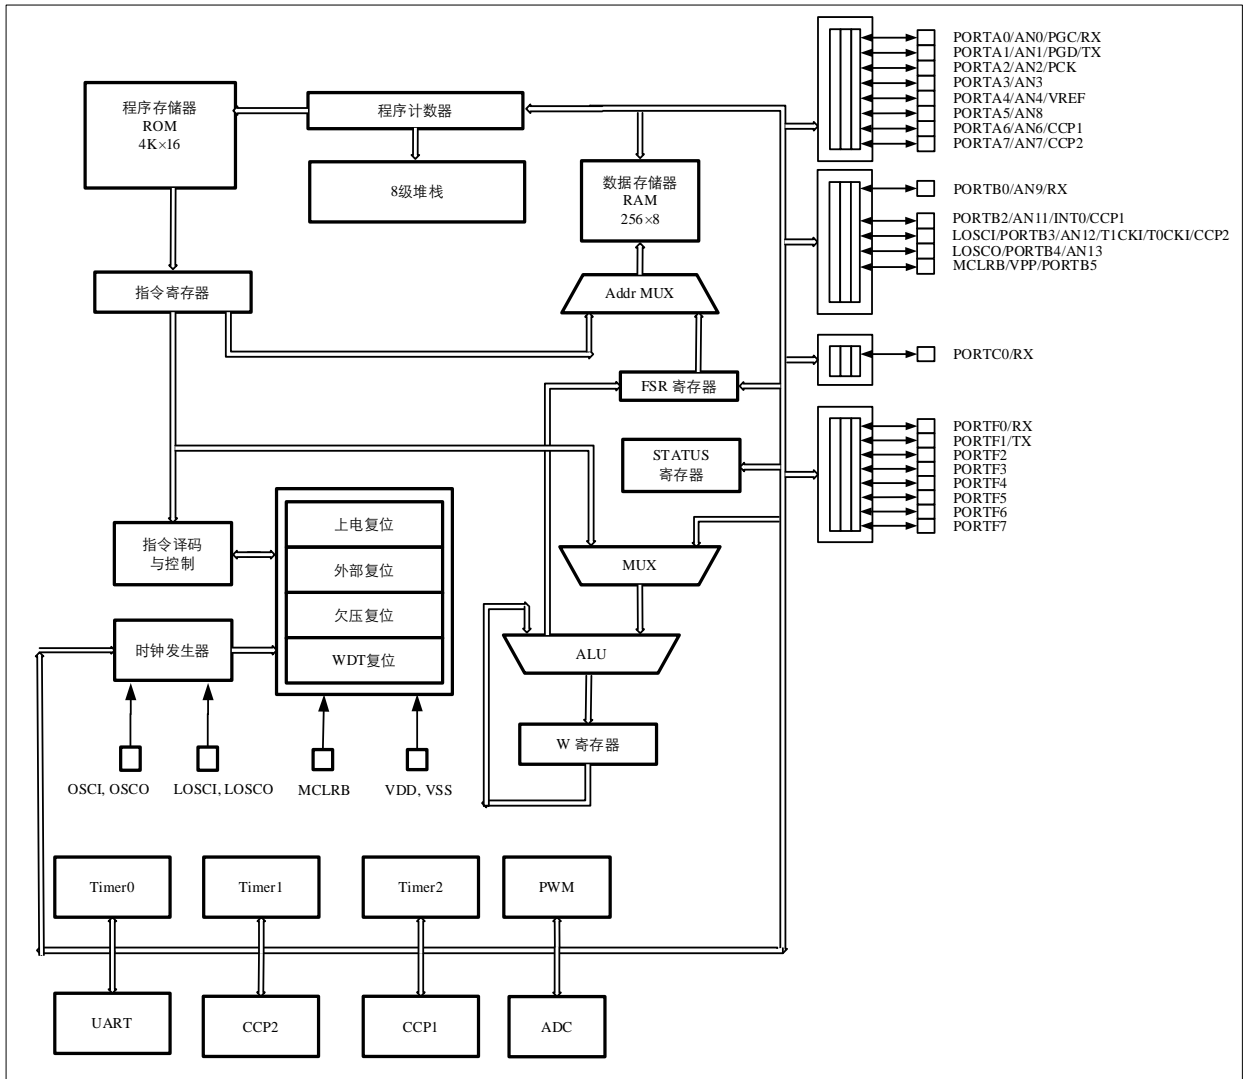 程序存储器
ROM
4K×16
程序计数器
8级堆栈
数据存储器
RAM
256×8
指令寄存器
Addr MUX
FSR 寄存器
STATUS
寄存器
上电复位
外部复位
欠压复位
WDT复位
指令译码
与控制
时钟发生器
MUX
ALU
W 寄存器
OSCI, OSCO
LOSCI, LOSCO
MCLRB
VDD, VSS
Timer0
Timer1
Timer2
PWM
UART
CCP2
CCP1
ADC
PORTA0/AN0/PGC/RX
PORTA1/AN1/PGD/TX
PORTA2/AN2/PCK
PORTA3/AN3
PORTA4/AN4/VREF
PORTA5/AN8
PORTA6/AN6/CCP1
PORTA7/AN7/CCP2
PORTB0/AN9/RX
PORTB2/AN11/INT0/CCP1
LOSCI/PORTB3/AN12/T1CKI/T0CKI/CCP2
LOSCO/PORTB4/AN13
MCLRB/VPP/PORTB5
PORTC0/RX
PORTF0/RX
PORTF1/TX
PORTF2
PORTF3
PORTF4
PORTF5
PORTF6
PORTF7